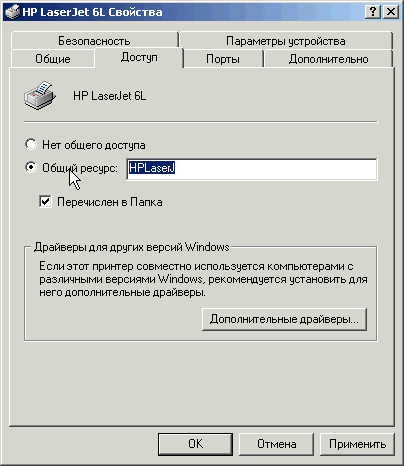 HP LaserJet 6L Свойства
Безопасность Параметры устройства
Общие Доступ Порты Дополнительно
HP LaserJet 6L
Нет общего доступа
Общий ресурс: HPLaserJ
Перечислен в Папка
Драйверы для других версий Windows
Если этот принтер совместно используется компьютерами с
различными версиями Windows, рекомендуется установить для
него дополнительные драйверы.
Дополнительные драйверы...
OK Отмена Применить